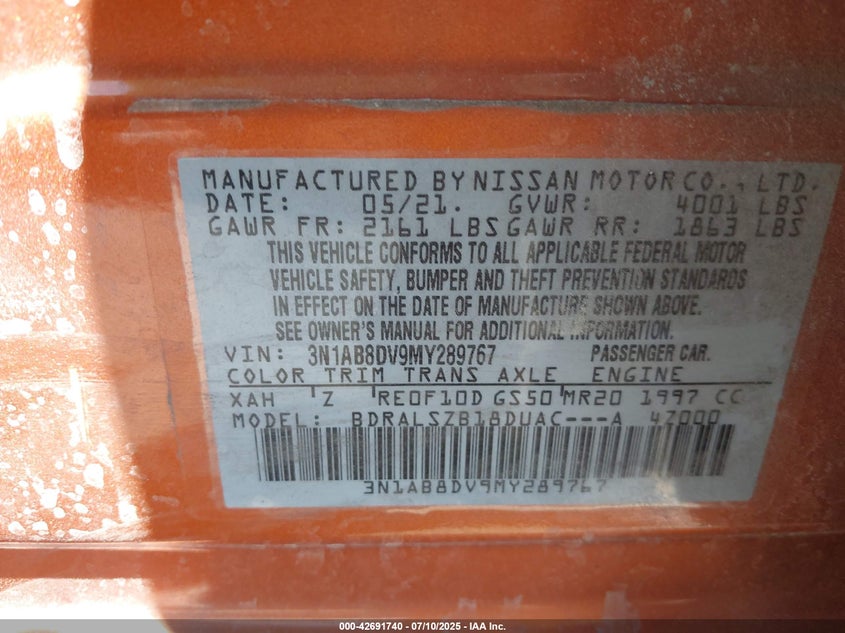 MANUFACTURED BY NISSAN MOTOR CO., LTD.
DATE: 05/21. GVWR: 4001 LBS
GAWR FR: 2161 LBS GAWR RR: 1863 LBS
THIS VEHICLE CONFORMS TO ALL APPLICABLE FEDERAL MOTOR
VEHICLE SAFETY, BUMPER AND THEFT PREVENTION STANDARDS
IN EFFECT ON THE DATE OF MANUFACTURE SHOWN ABOVE.
SEE OWNER'S MANUAL FOR ADDITIONAL INFORMATION.
VIN: 3N1AB8DV9MY289767 PASSENGER CAR.
COLOR TRIM TRANS AXLE ENGINE
XAH Z RE0F10D GS50 MR20 1997 CC
MODEL: BDRALSZB18DUAC---A 4Z000
3N1AB8DV9MY289767
000-42691740 / 07/10/2025 - IAA Inc.